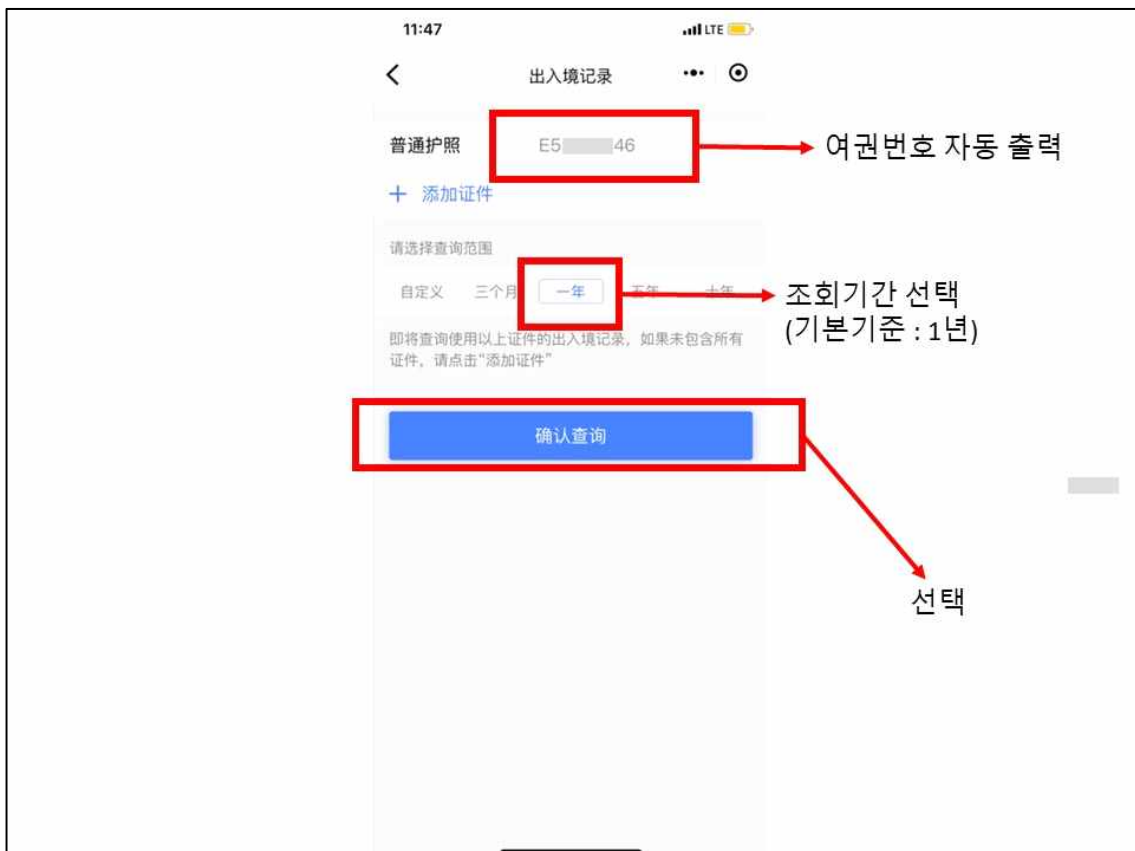 11:47
LTE
出入境记录
普通护照
E5 46
여권번호 자동 출력
+ 添加证件
请选择查询范围
自定义 三个月 一年 五年 十年
조회기간 선택
(기본기준 : 1년)
即将查询使用以上证件的出入境记录，如果未包含所有
证件，请点击“添加证件”
确认查询
선택